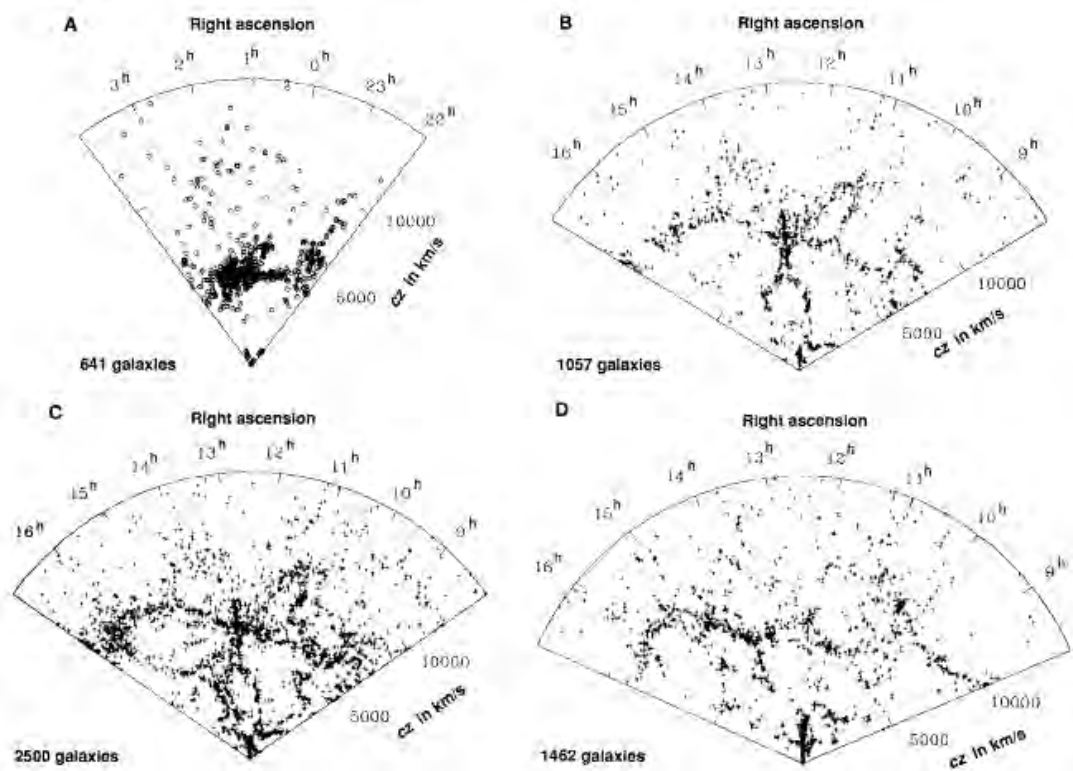 A
Right ascension
3h 2h 1h 0h 23h 22h
10000
5000
cz in km/s
641 galaxies
B
Right ascension
16h 15h 14h 13h 12h 11h 10h 9h
10000
5000
cz in km/s
1057 galaxies
C
Right ascension
16h 15h 14h 13h 12h 11h 10h 9h
10000
5000
cz in km/s
2500 galaxies
D
Right ascension
16h 15h 14h 13h 12h 11h 10h 9h
10000
5000
cz in km/s
1462 galaxies